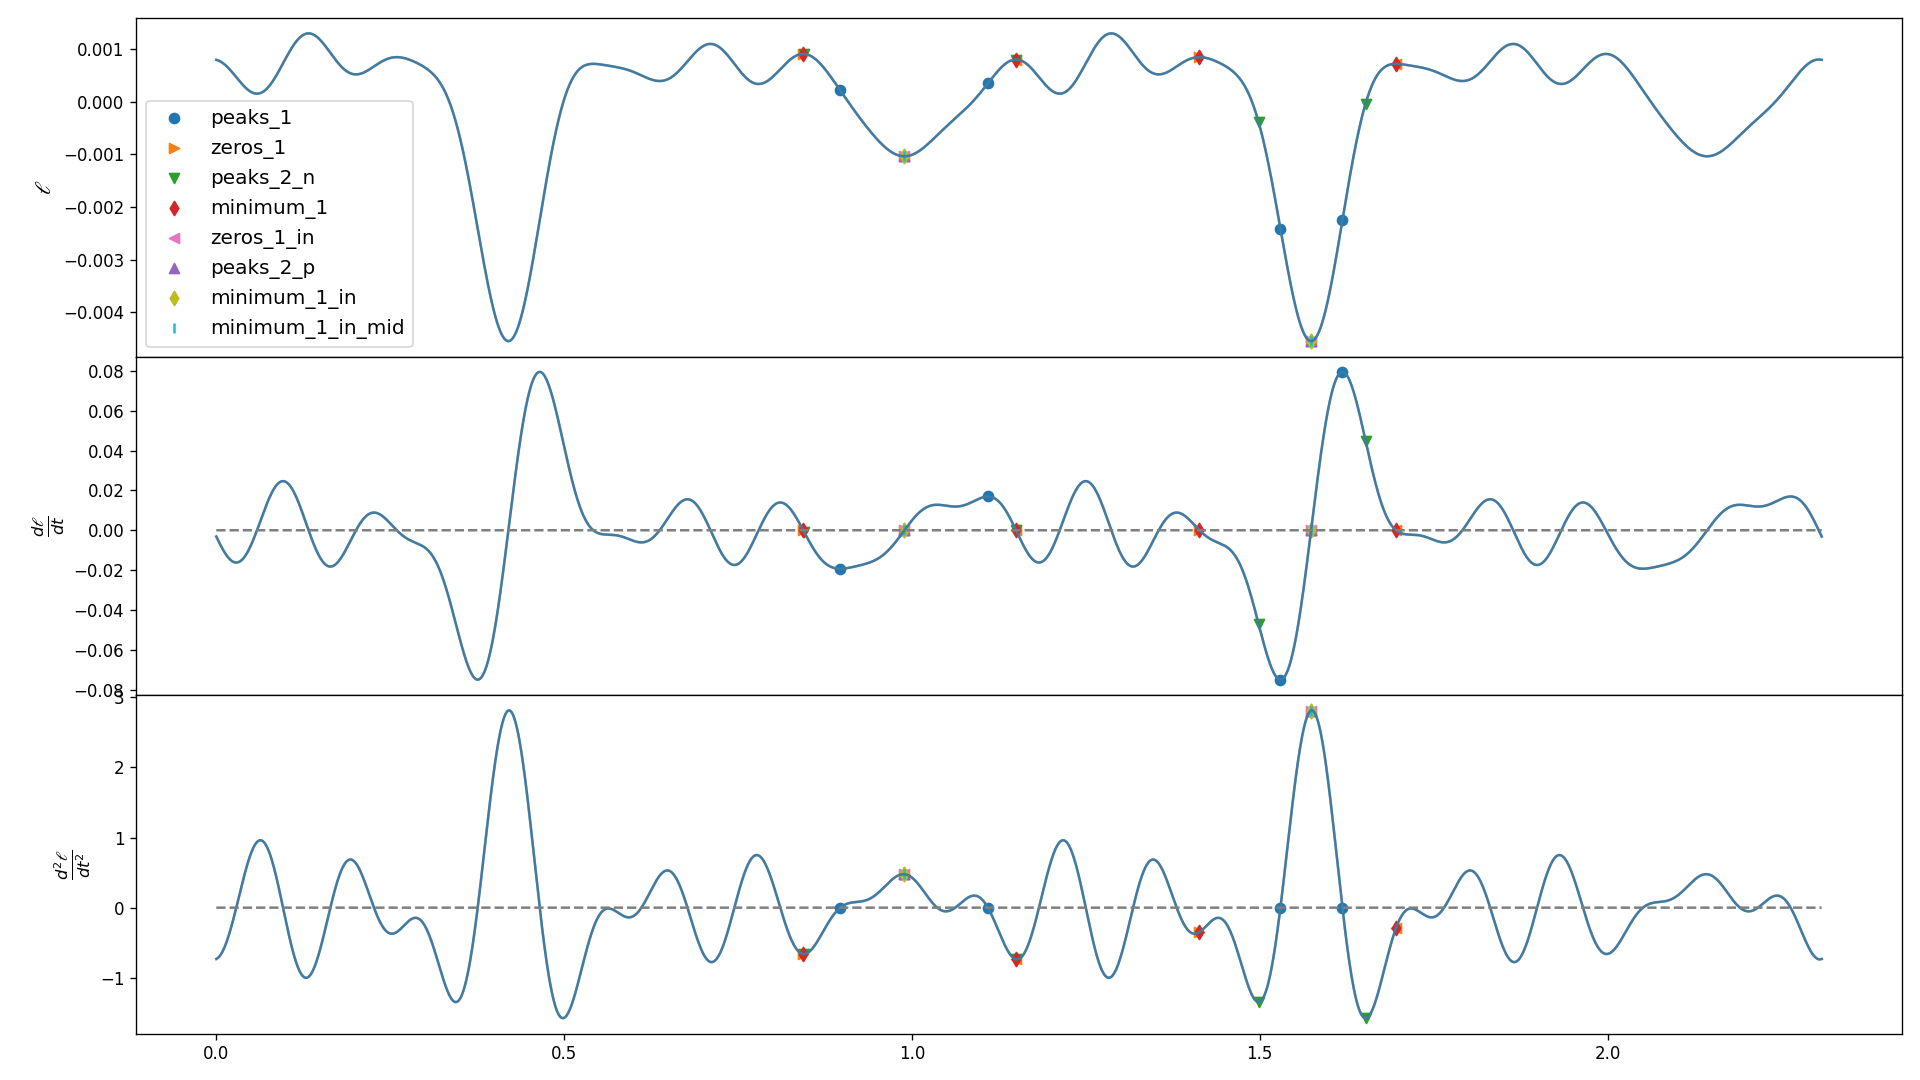 0.001
0.000
−0.001
−0.002
−0.003
−0.004
ℓ
peaks_1
zeros_1
peaks_2_n
minimum_1
zeros_1_in
peaks_2_p
minimum_1_in
minimum_1_in_mid
0.08
0.06
0.04
0.02
0.00
−0.02
−0.04
−0.06
−0.08
dℓ
dt
3
2
1
0
−1
d²ℓ
dt²
0.0 0.5 1.0 1.5 2.0